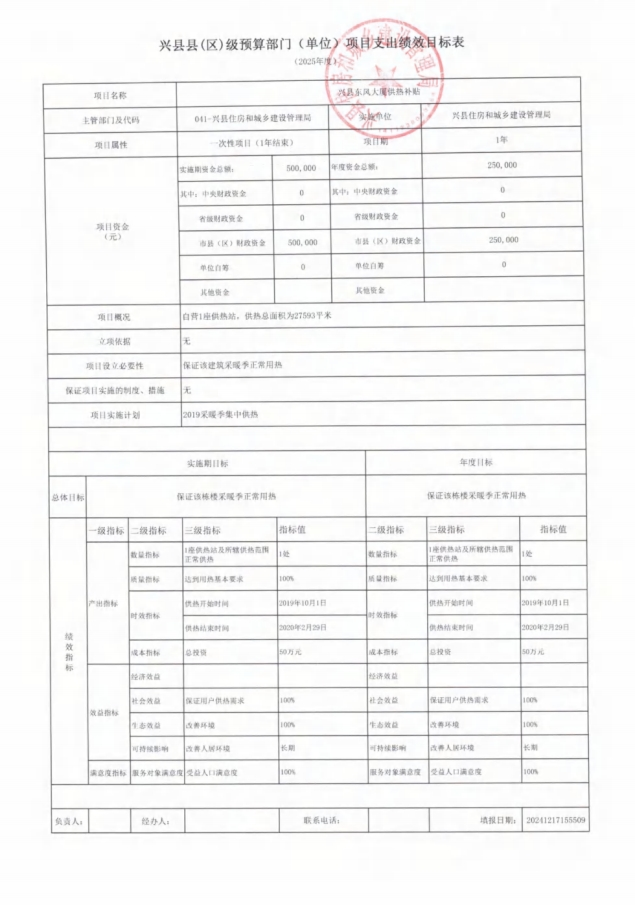 兴县县(区)级预算部门（单位）项目支出绩效目标表
（2025年度）
项目名称 兴县东风大厦供热补贴
主管部门及代码 041-兴县住房和城乡建设管理局 实施单位 兴县住房和城乡建设管理局
项目属性 一次性项目（1年结束） 项目期 1年
项目资金（元） 实施期资金总额： 500,000 年度资金总额： 250,000
其中：中央财政资金 0 其中：中央财政资金 0
省级财政资金 0 省级财政资金 0
市县（区）财政资金 500,000 市县（区）财政资金 250,000
单位自筹 0 单位自筹 0
其他资金 其他资金
项目概况 自营1座供热站，供热总面积为27593平米
立项依据 无
项目设立必要性 保证该建筑采暖季正常用热
保证项目实施的制度、措施 无
项目实施计划 2019采暖季集中供热
实施期目标 年度目标
总体目标 保证该栋楼采暖季正常用热 保证该栋楼采暖季正常用热
绩效指标 一级指标 二级指标 三级指标 指标值 二级指标 三级指标 指标值
产出指标 数量指标 1座供热站及所辖供热范围正常供热 1处 数量指标 1座供热站及所辖供热范围正常供热 1处
质量指标 达到用热基本要求 100% 质量指标 达到用热基本要求 100%
时效指标 供热开始时间 2019年10月1日 时效指标 供热开始时间 2019年10月1日
供热结束时间 2020年2月29日 供热结束时间 2020年2月29日
成本指标 总投资 50万元 成本指标 总投资 50万元
效益指标 经济效益 经济效益
社会效益 保证用户供热需求 100% 社会效益 保证用户供热需求 100%
生态效益 改善环境 100% 生态效益 改善环境 100%
可持续影响 改善人居环境 长期 可持续影响 改善人居环境 长期
满意度指标 服务对象满意度 受益人口满意度 100% 服务对象满意度 受益人口满意度 100%
负责人： 经办人： 联系电话： 填报日期： 20241217155509